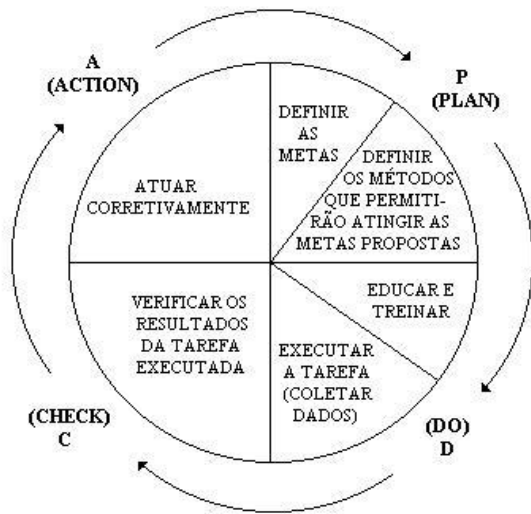 A
(ACTION)
P
(PLAN)
DEFINIR
AS
METAS
DEFINIR
OS MÉTODOS
QUE PERMITI-
RÃO ATINGIR AS
METAS PROPOSTAS
ATUAR
CORRETIVAMENTE
EDUCAR E
TREINAR
VERIFICAR OS
RESULTADOS
DA TAREFA
EXECUTADA
EXECUTAR
A TAREFA
(COLETAR
DADOS)
(CHECK)
C
(DO)
D